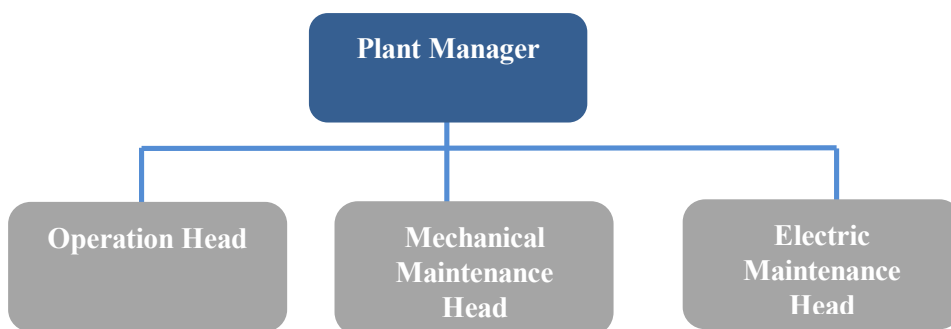 Plant Manager
Operation Head
Mechanical
Maintenance
Head
Electric
Maintenance
Head